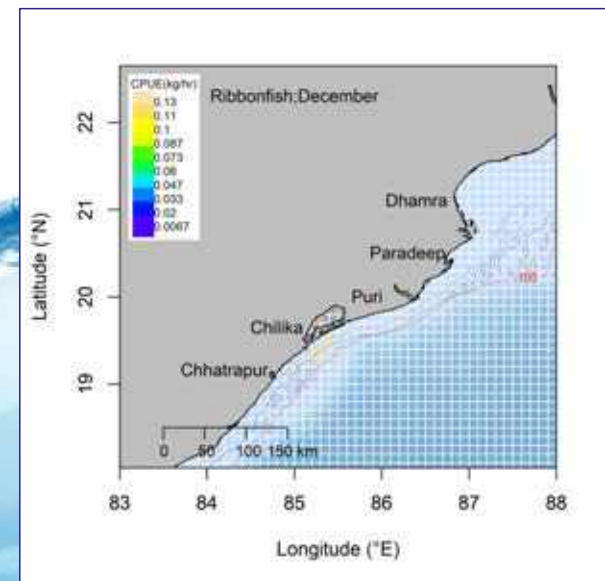 CPUE(kg/hr)
0.13
0.11
0.1
0.087
0.073
0.06
0.047
0.033
0.02
0.0067
Ribbonfish;December
Dhamra
Paradeep
Puri
Chilika
Chhatrapur
0 50 100 150 km
22
21
20
19
Latitude (°N)
83 84 85 86 87 88
Longitude (°E)